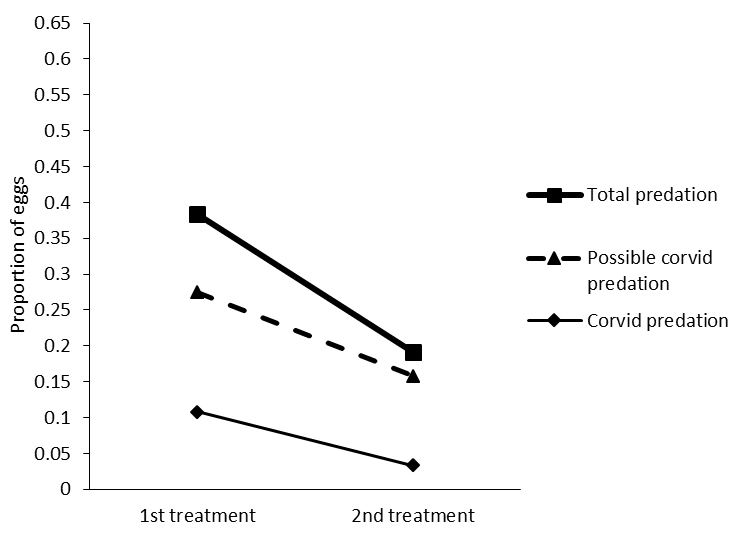 0.65
0.6
0.55
0.5
0.45
0.4
0.35
0.3
0.25
0.2
0.15
0.1
0.05
0
Proportion of eggs
1st treatment
2nd treatment
Total predation
Possible corvid
predation
Corvid predation